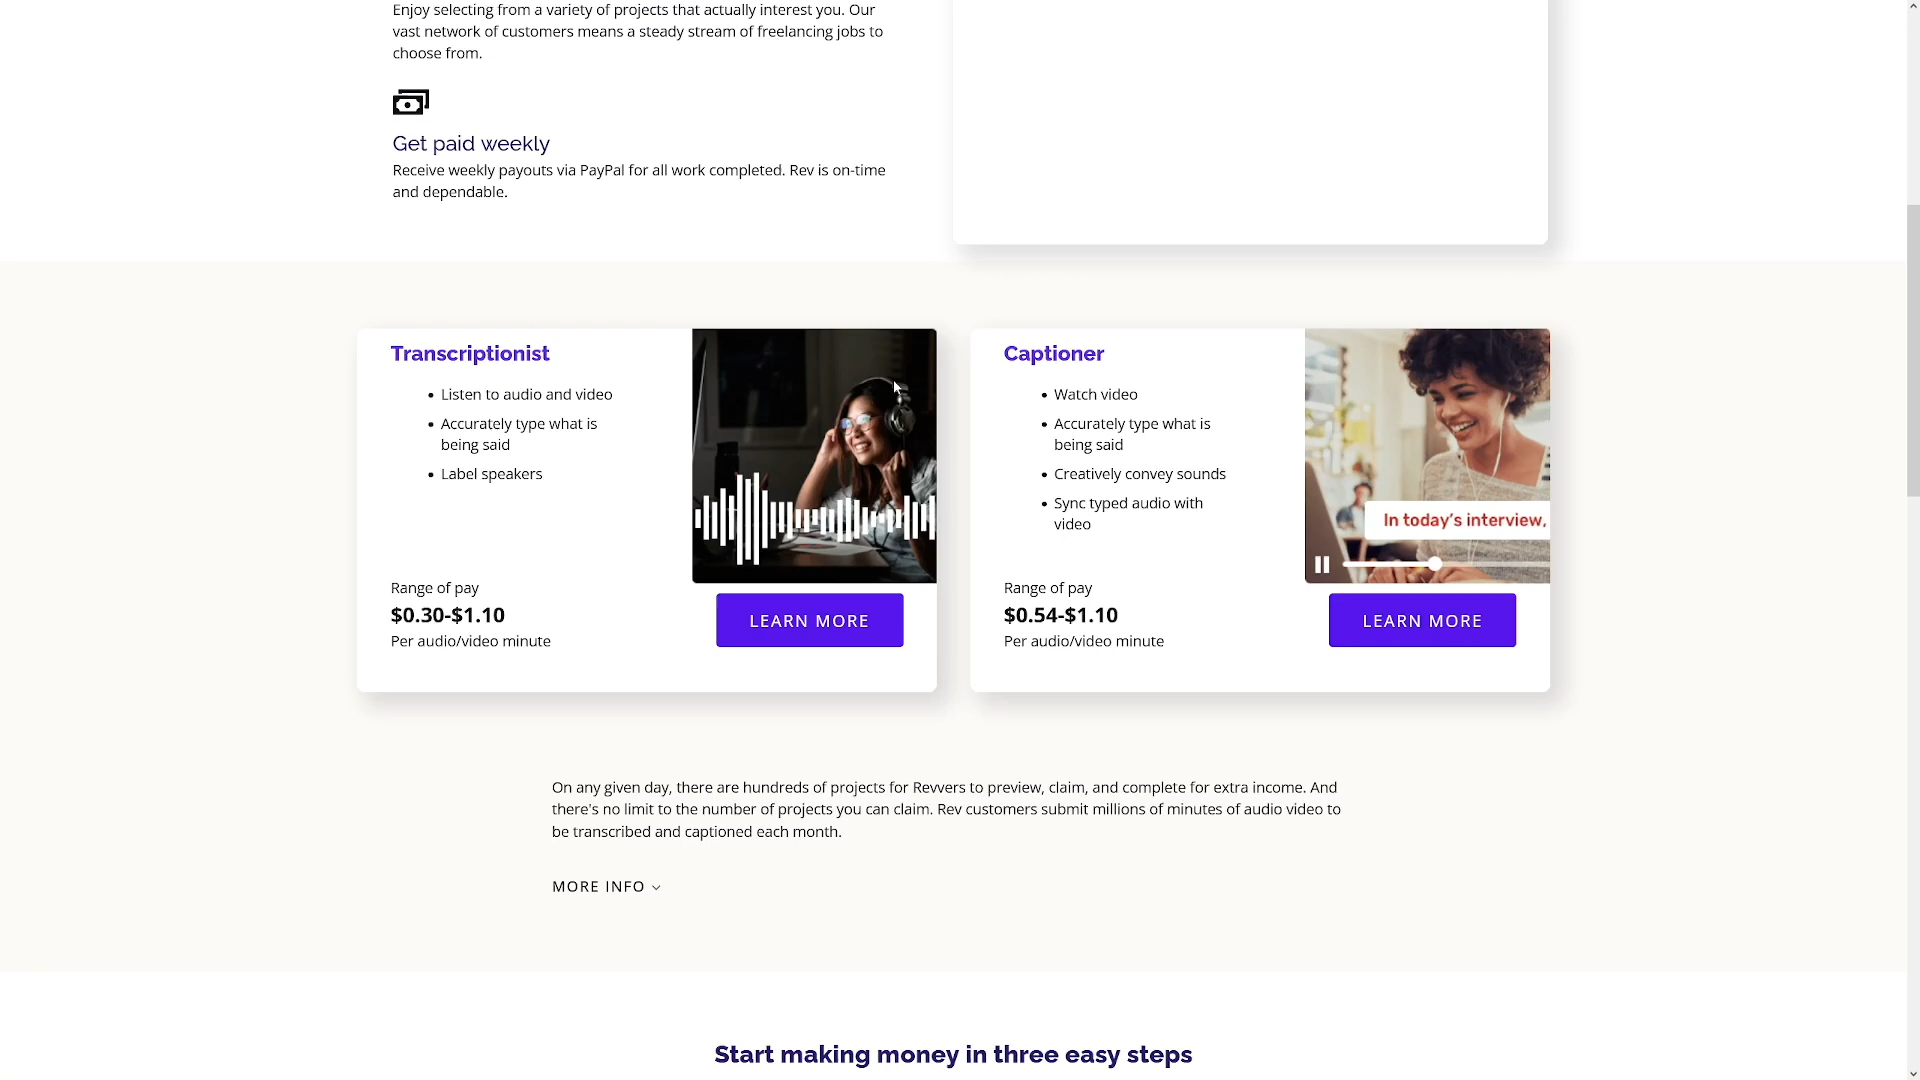 Enjoy selecting from a variety of projects that actually interest you. Our
vast network of customers means a steady stream of freelancing jobs to
choose from.
Get paid weekly
Receive weekly payouts via PayPal for all work completed. Rev is on-time
and dependable.
Transcriptionist
• Listen to audio and video
• Accurately type what is
being said
• Label speakers
Range of pay
$0.30-$1.10
Per audio/video minute
LEARN MORE
Captioner
• Watch video
• Accurately type what is
being said
• Creatively convey sounds
• Sync typed audio with
video
In today's interview,
Range of pay
$0.54-$1.10
Per audio/video minute
LEARN MORE
On any given day, there are hundreds of projects for Revvers to preview, claim, and complete for extra income. And
there's no limit to the number of projects you can claim. Rev customers submit millions of minutes of audio video to
be transcribed and captioned each month.
MORE INFO
Start making money in three easy steps